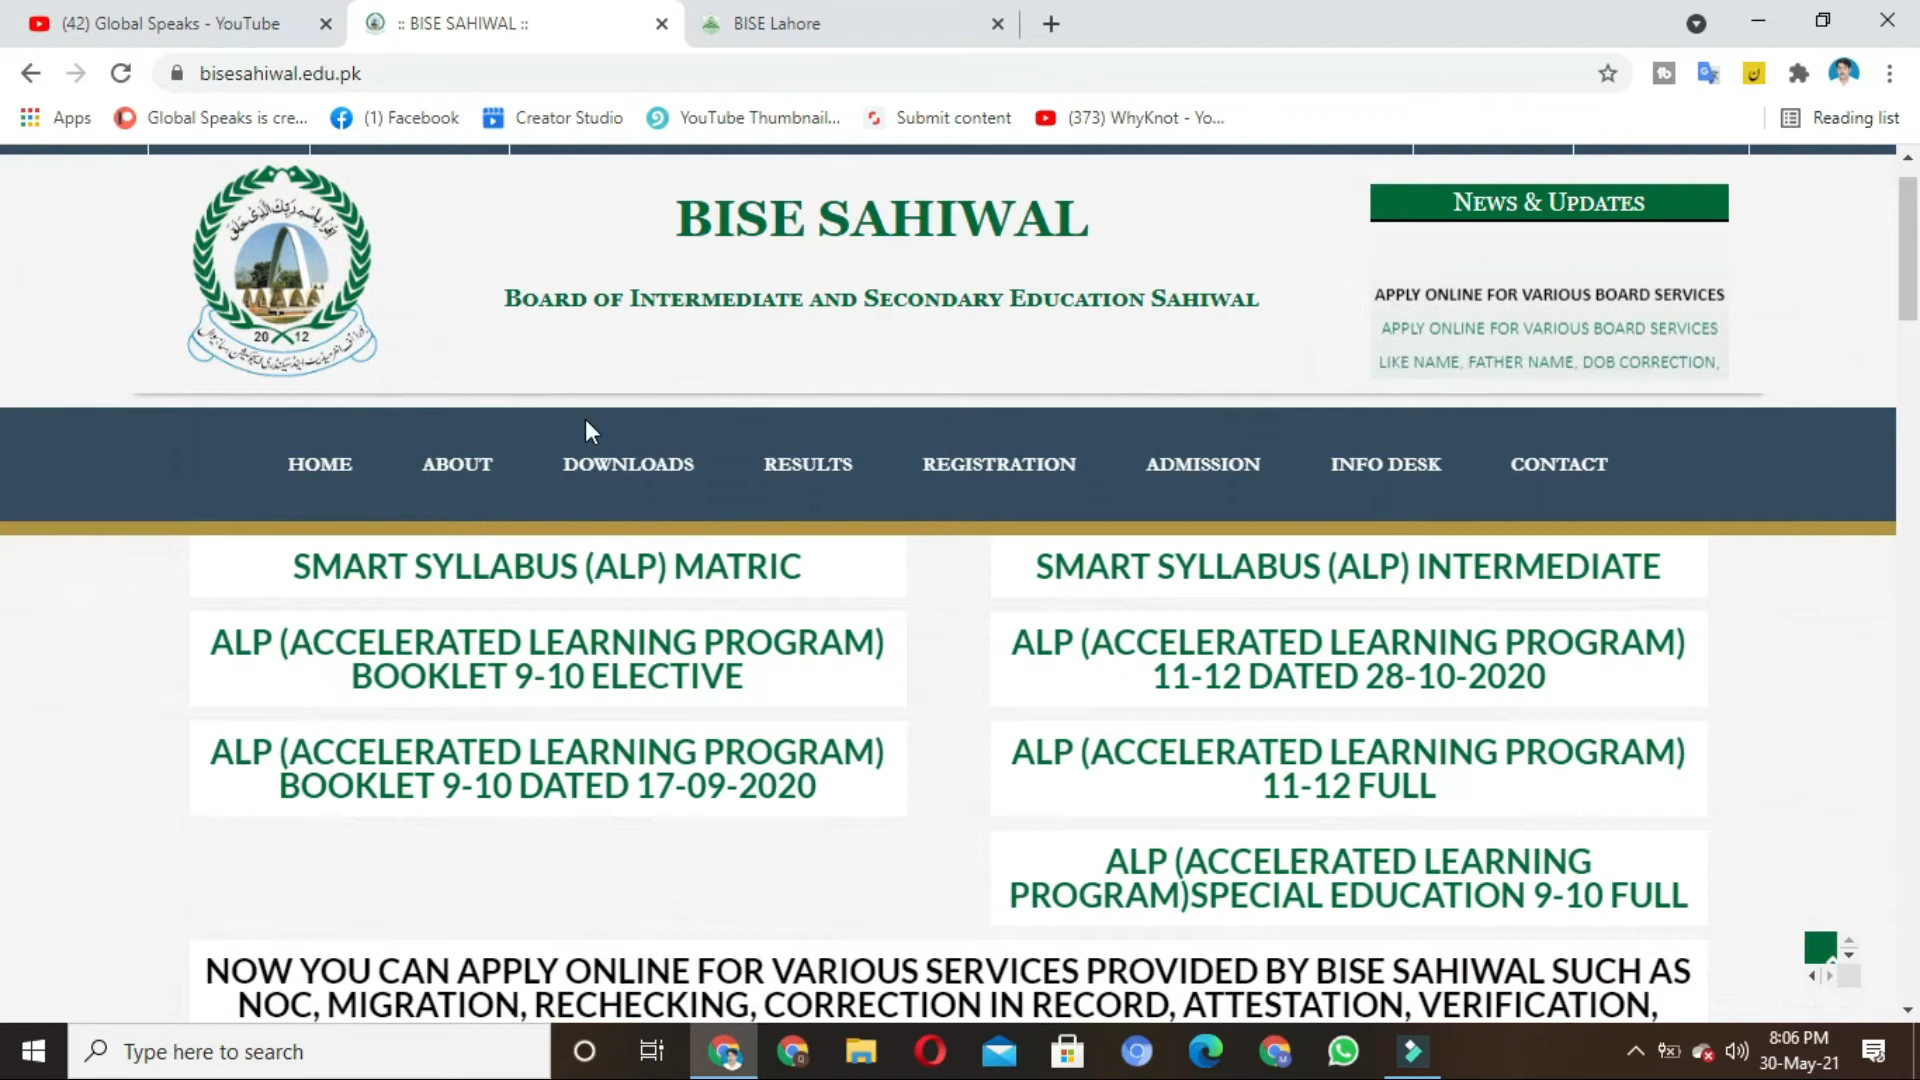 (42) Global Speaks - YouTube
:: BISE SAHIWAL ::
BISE Lahore
bisesahiwal.edu.pk
Apps
Global Speaks is cre...
(1) Facebook
Creator Studio
YouTube Thumbnail...
Submit content
(373) WhyKnot - Yo...
Reading list
2012
BISE SAHIWAL
BOARD OF INTERMEDIATE AND SECONDARY EDUCATION SAHIWAL
NEWS & UPDATES
APPLY ONLINE FOR VARIOUS BOARD SERVICES
APPLY ONLINE FOR VARIOUS BOARD SERVICES
LIKE NAME, FATHER NAME, DOB CORRECTION,
HOME
ABOUT
DOWNLOADS
RESULTS
REGISTRATION
ADMISSION
INFO DESK
CONTACT
SMART SYLLABUS (ALP) MATRIC
SMART SYLLABUS (ALP) INTERMEDIATE
ALP (ACCELERATED LEARNING PROGRAM)
BOOKLET 9-10 ELECTIVE
ALP (ACCELERATED LEARNING PROGRAM)
11-12 DATED 28-10-2020
ALP (ACCELERATED LEARNING PROGRAM)
BOOKLET 9-10 DATED 17-09-2020
ALP (ACCELERATED LEARNING PROGRAM)
11-12 FULL
ALP (ACCELERATED LEARNING
PROGRAM)SPECIAL EDUCATION 9-10 FULL
NOW YOU CAN APPLY ONLINE FOR VARIOUS SERVICES PROVIDED BY BISE SAHIWAL SUCH AS
NOC, MIGRATION, RECHECKING, CORRECTION IN RECORD, ATTESTATION, VERIFICATION,
Type here to search
8:06 PM
30-May-21